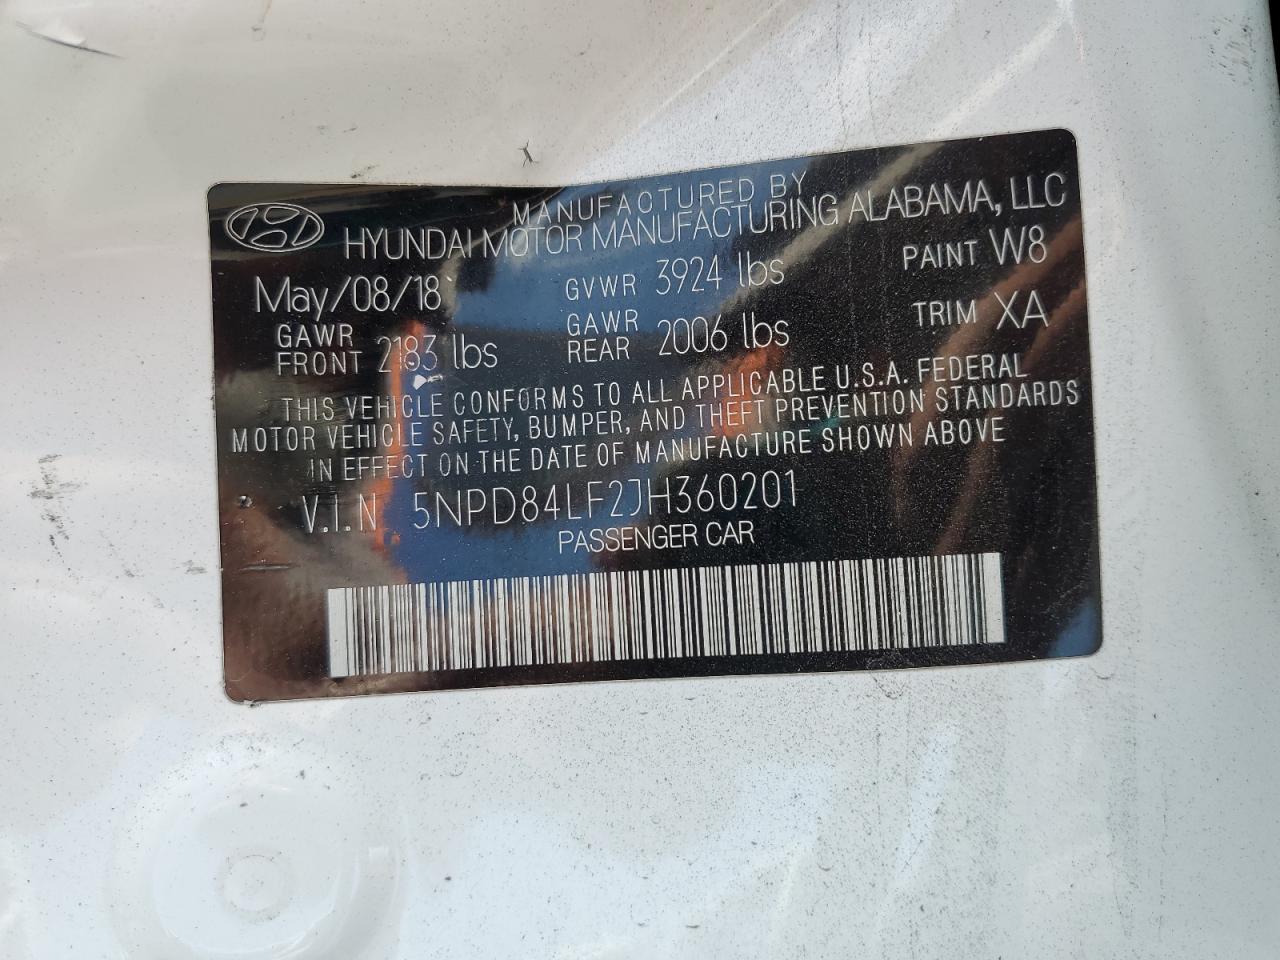 MANUFACTURED BY
HYUNDAI MOTOR MANUFACTURING ALABAMA, LLC
May/08/18 GVWR 3924 lbs PAINT W8
GAWR FRONT 2183 lbs GAWR REAR 2006 lbs TRIM XA
THIS VEHICLE CONFORMS TO ALL APPLICABLE U.S.A. FEDERAL
MOTOR VEHICLE SAFETY, BUMPER, AND THEFT PREVENTION STANDARDS
IN EFFECT ON THE DATE OF MANUFACTURE SHOWN ABOVE
V.I.N 5NPD84LF2JH360201
PASSENGER CAR